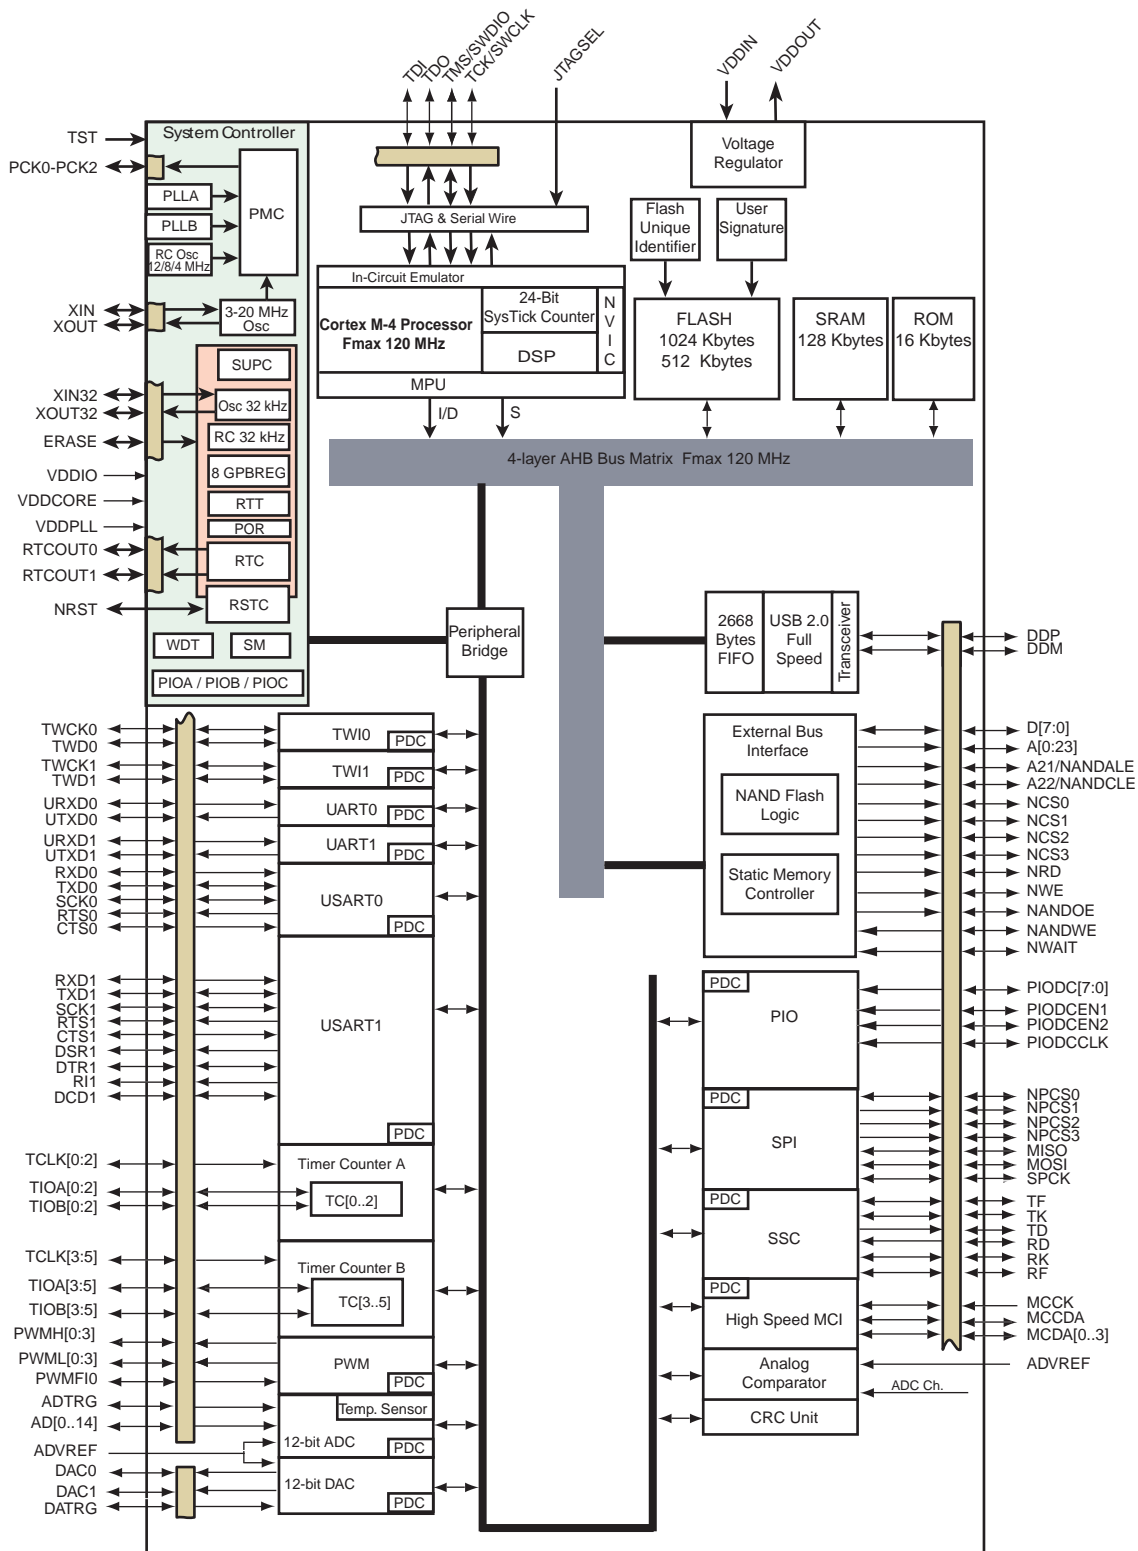 TDI
TDO
TMS/SWDIO
TCK/SWCLK
JTAGSEL
VDDIN
VDDOUT
System Controller
TST
PCK0-PCK2
PLLA
PLLB
RC Osc
12/8/4 MHz
PMC
XIN
XOUT
3-20 MHz
Osc
SUPC
XIN32
XOUT32
Osc 32 kHz
ERASE
RC 32 kHz
VDDIO
8 GPBREG
VDDCORE
RTT
VDDPLL
POR
RTCOUT0
RTCOUT1
RTC
NRST
RSTC
WDT
SM
PIOA / PIOB / PIOC
JTAG & Serial Wire
In-Circuit Emulator
Cortex M-4 Processor
Fmax 120 MHz
24-Bit
SysTick Counter
DSP
N
V
I
C
MPU
I/D
S
Voltage
Regulator
Flash
Unique
Identifier
User
Signature
FLASH
1024 Kbytes
512 Kbytes
SRAM
128 Kbytes
ROM
16 Kbytes
4-layer AHB Bus Matrix Fmax 120 MHz
Peripheral
Bridge
2668
Bytes
FIFO
USB 2.0
Full
Speed
Transceiver
DDP
DDM
TWCK0
TWD0
TWI0
PDC
TWCK1
TWD1
TWI1
PDC
URXD0
UTXD0
UART0
PDC
URXD1
UTXD1
UART1
PDC
RXD0
TXD0
SCK0
RTS0
CTS0
USART0
PDC
RXD1
TXD1
SCK1
RTS1
CTS1
DSR1
DTR1
RI1
DCD1
USART1
PDC
TCLK[0:2]
TIOA[0:2]
TIOB[0:2]
Timer Counter A
TC[0..2]
TCLK[3:5]
TIOA[3:5]
TIOB[3:5]
Timer Counter B
TC[3..5]
PWMH[0:3]
PWML[0:3]
PWMFI0
PWM
PDC
ADTRG
AD[0..14]
Temp. Sensor
12-bit ADC
PDC
ADVREF
DAC0
DAC1
DATRG
12-bit DAC
PDC
External Bus
Interface
NAND Flash
Logic
Static Memory
Controller
D[7:0]
A[0:23]
A21/NANDALE
A22/NANDCLE
NCS0
NCS1
NCS2
NCS3
NRD
NWE
NANDOE
NANDWE
NWAIT
PDC
PIO
PIODC[7:0]
PIODCEN1
PIODCEN2
PIODCCLK
PDC
SPI
NPCS0
NPCS1
NPCS2
NPCS3
MISO
MOSI
SPCK
PDC
SSC
TF
TK
TD
RD
RK
RF
PDC
High Speed MCI
MCCK
MCCDA
MCDA[0..3]
Analog
Comparator
ADVREF
ADC Ch.
CRC Unit